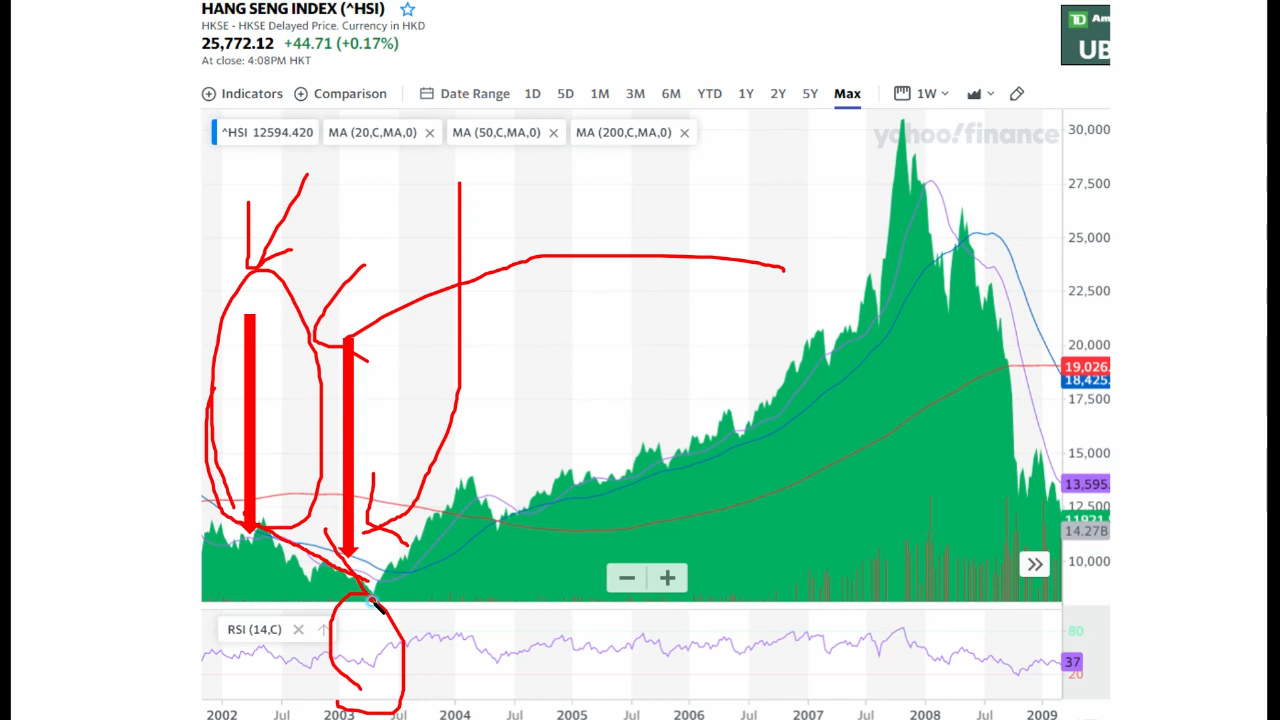 HANG SENG INDEX (^HSI)
HKSE - HKSE Delayed Price. Currency in HKD
25,772.12 +44.71 (+0.17%)
At close: 4:08PM HKT
TD Am
UB
Indicators Comparison Date Range 1D 5D 1M 3M 6M YTD 1Y 2Y 5Y Max 1W
^HSI 12594.420 MA (20,C,MA,0) MA (50,C,MA,0) MA (200,C,MA,0)
yahoo!finance
30,000
27,500
25,000
22,500
20,000
19,026.
18,425.
17,500
15,000
13,595.
12,500
14.27B
10,000
RSI (14,C)
80
37
20
2002 Jul 2003 Jul 2004 Jul 2005 Jul 2006 Jul 2007 Jul 2008 Jul 2009